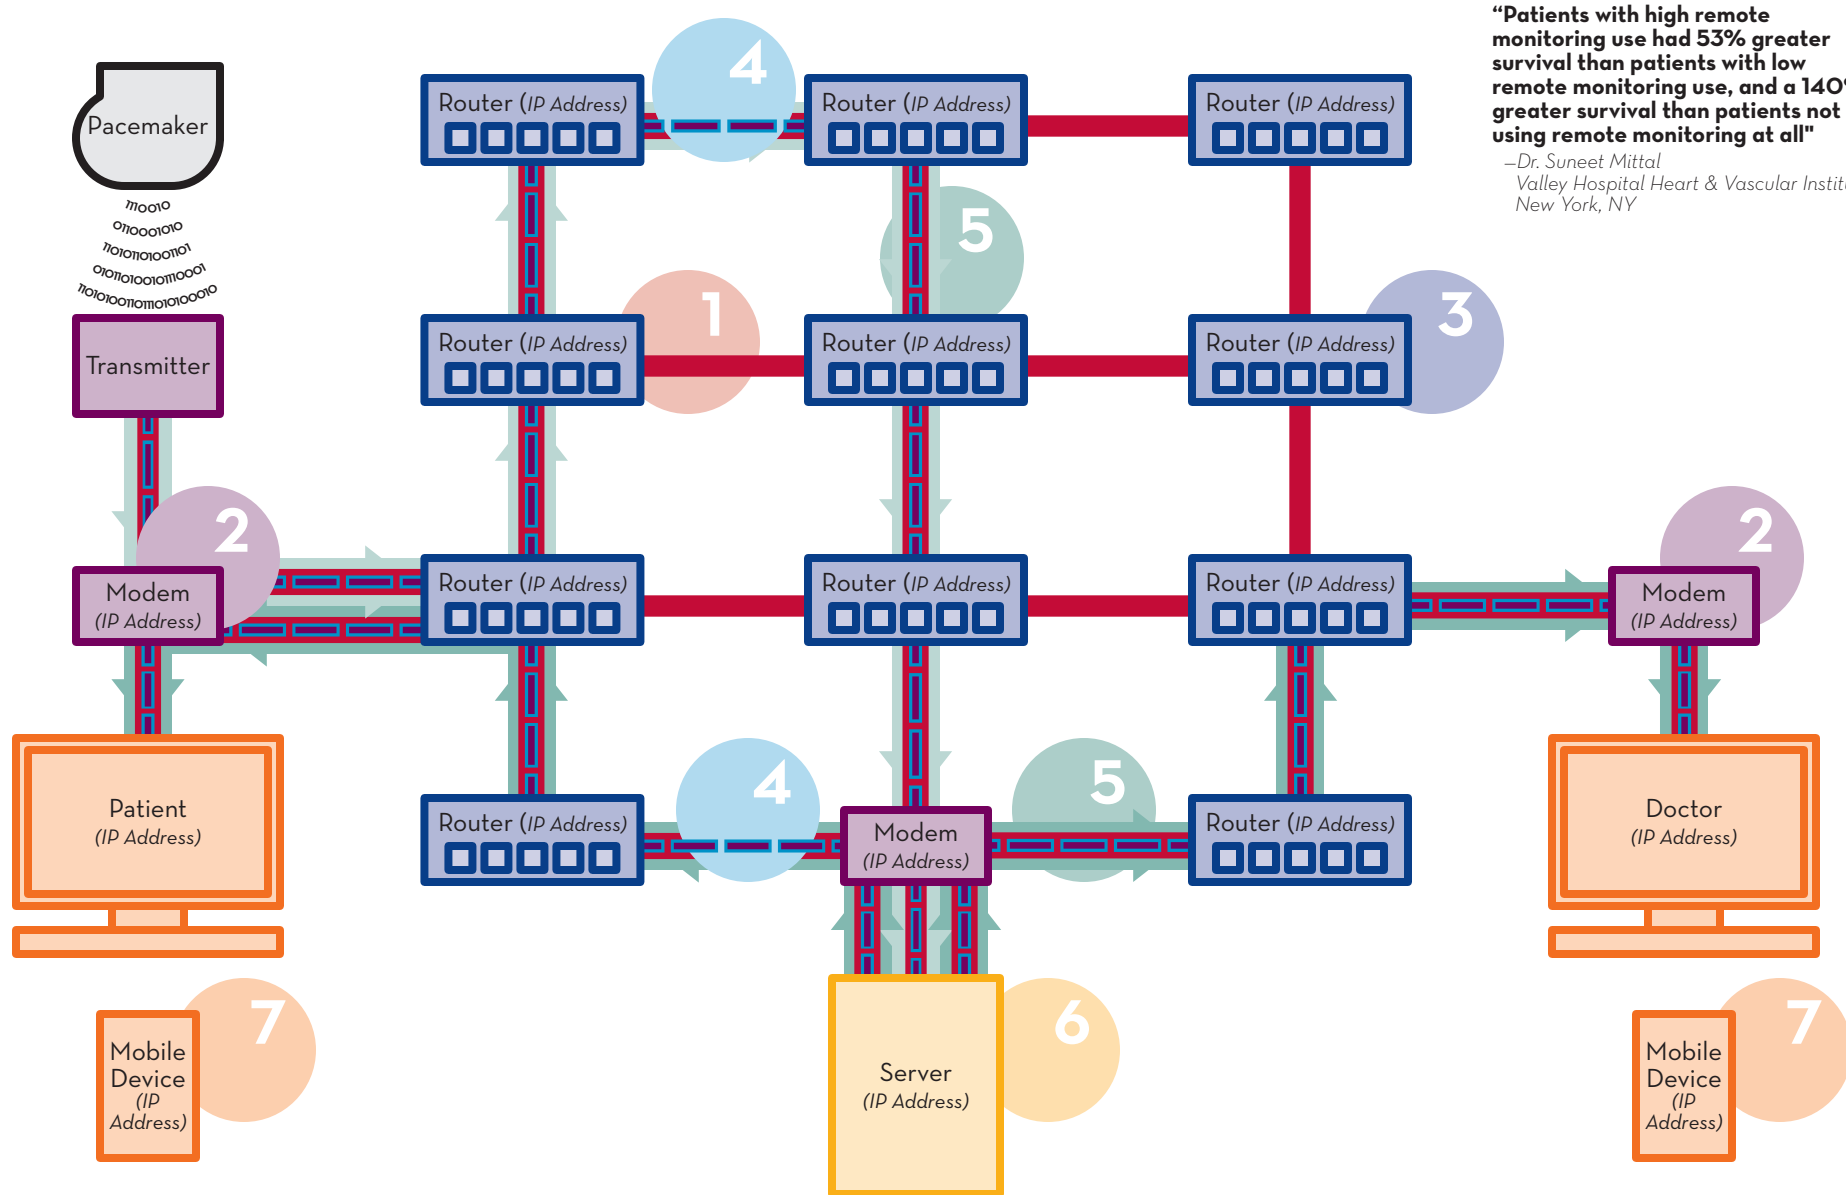 “Patients with high remote
monitoring use had 53% greater
survival than patients with low
remote monitoring use, and a 140
greater survival than patients not
using remote monitoring at all"
—Dr. Suneet Mittal
Valley Hospital Heart & Vascular
New York, NY
4
Router (IP Address)
Router (IP Address)
Router (IP Address)
Pacemaker
1110010
0110001010
5
1
3
Router (IP Address)
Router (IP Address)
Router (IP Address)
Transmitter
2
2
Modem
(IP Address)
Router (IP Address)
Router (IP Address)
Router (IP Address)
Modem
(IP Address)
4
5
Patient
(IP Address)
Router (IP Address)
Modem
(IP Address)
Router (IP Address)
Doctor
(IP Address)
7
6
7
Mobile
Device
(IP
Address)
Server
(IP Address)
Mobile
Device
(IP
Address)